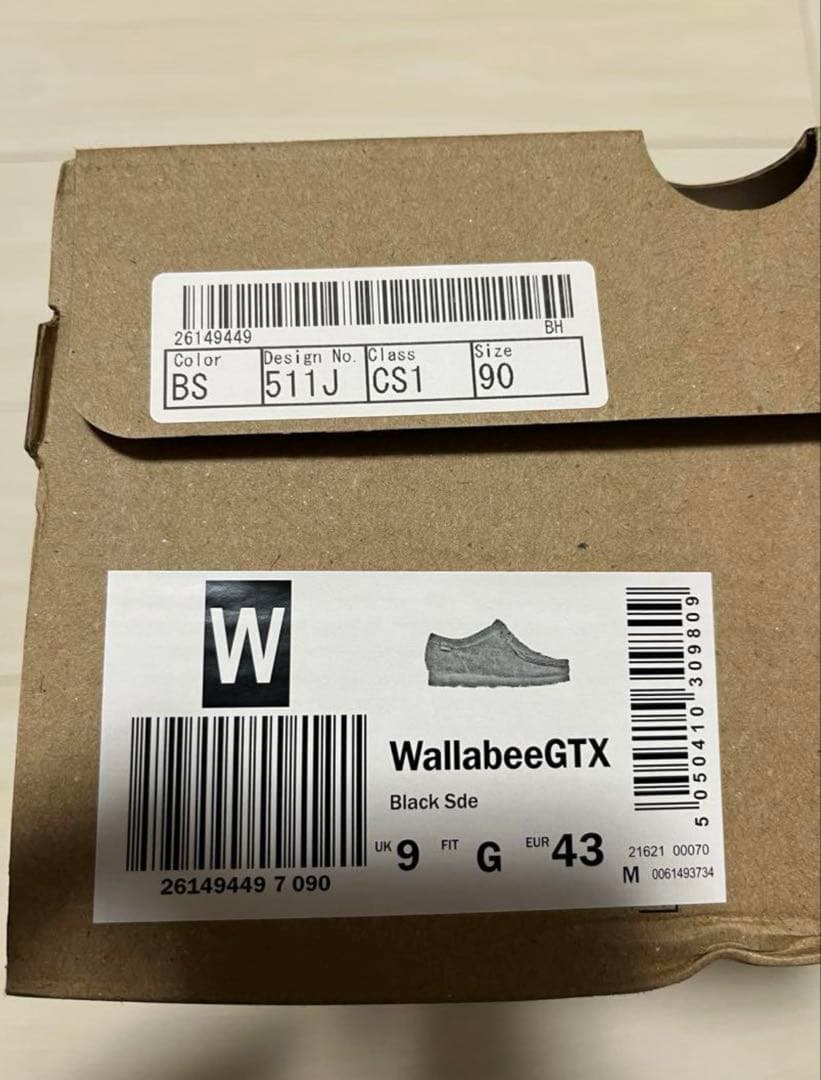 26149449 BH
Color Design No. Class Size
BS 511J CS1 90
W
WallabeeGTX
Black Sde
UK 9 FIT G EUR 43
26149449 7 090
5 050410 309809
21621 00070
M 0061493734